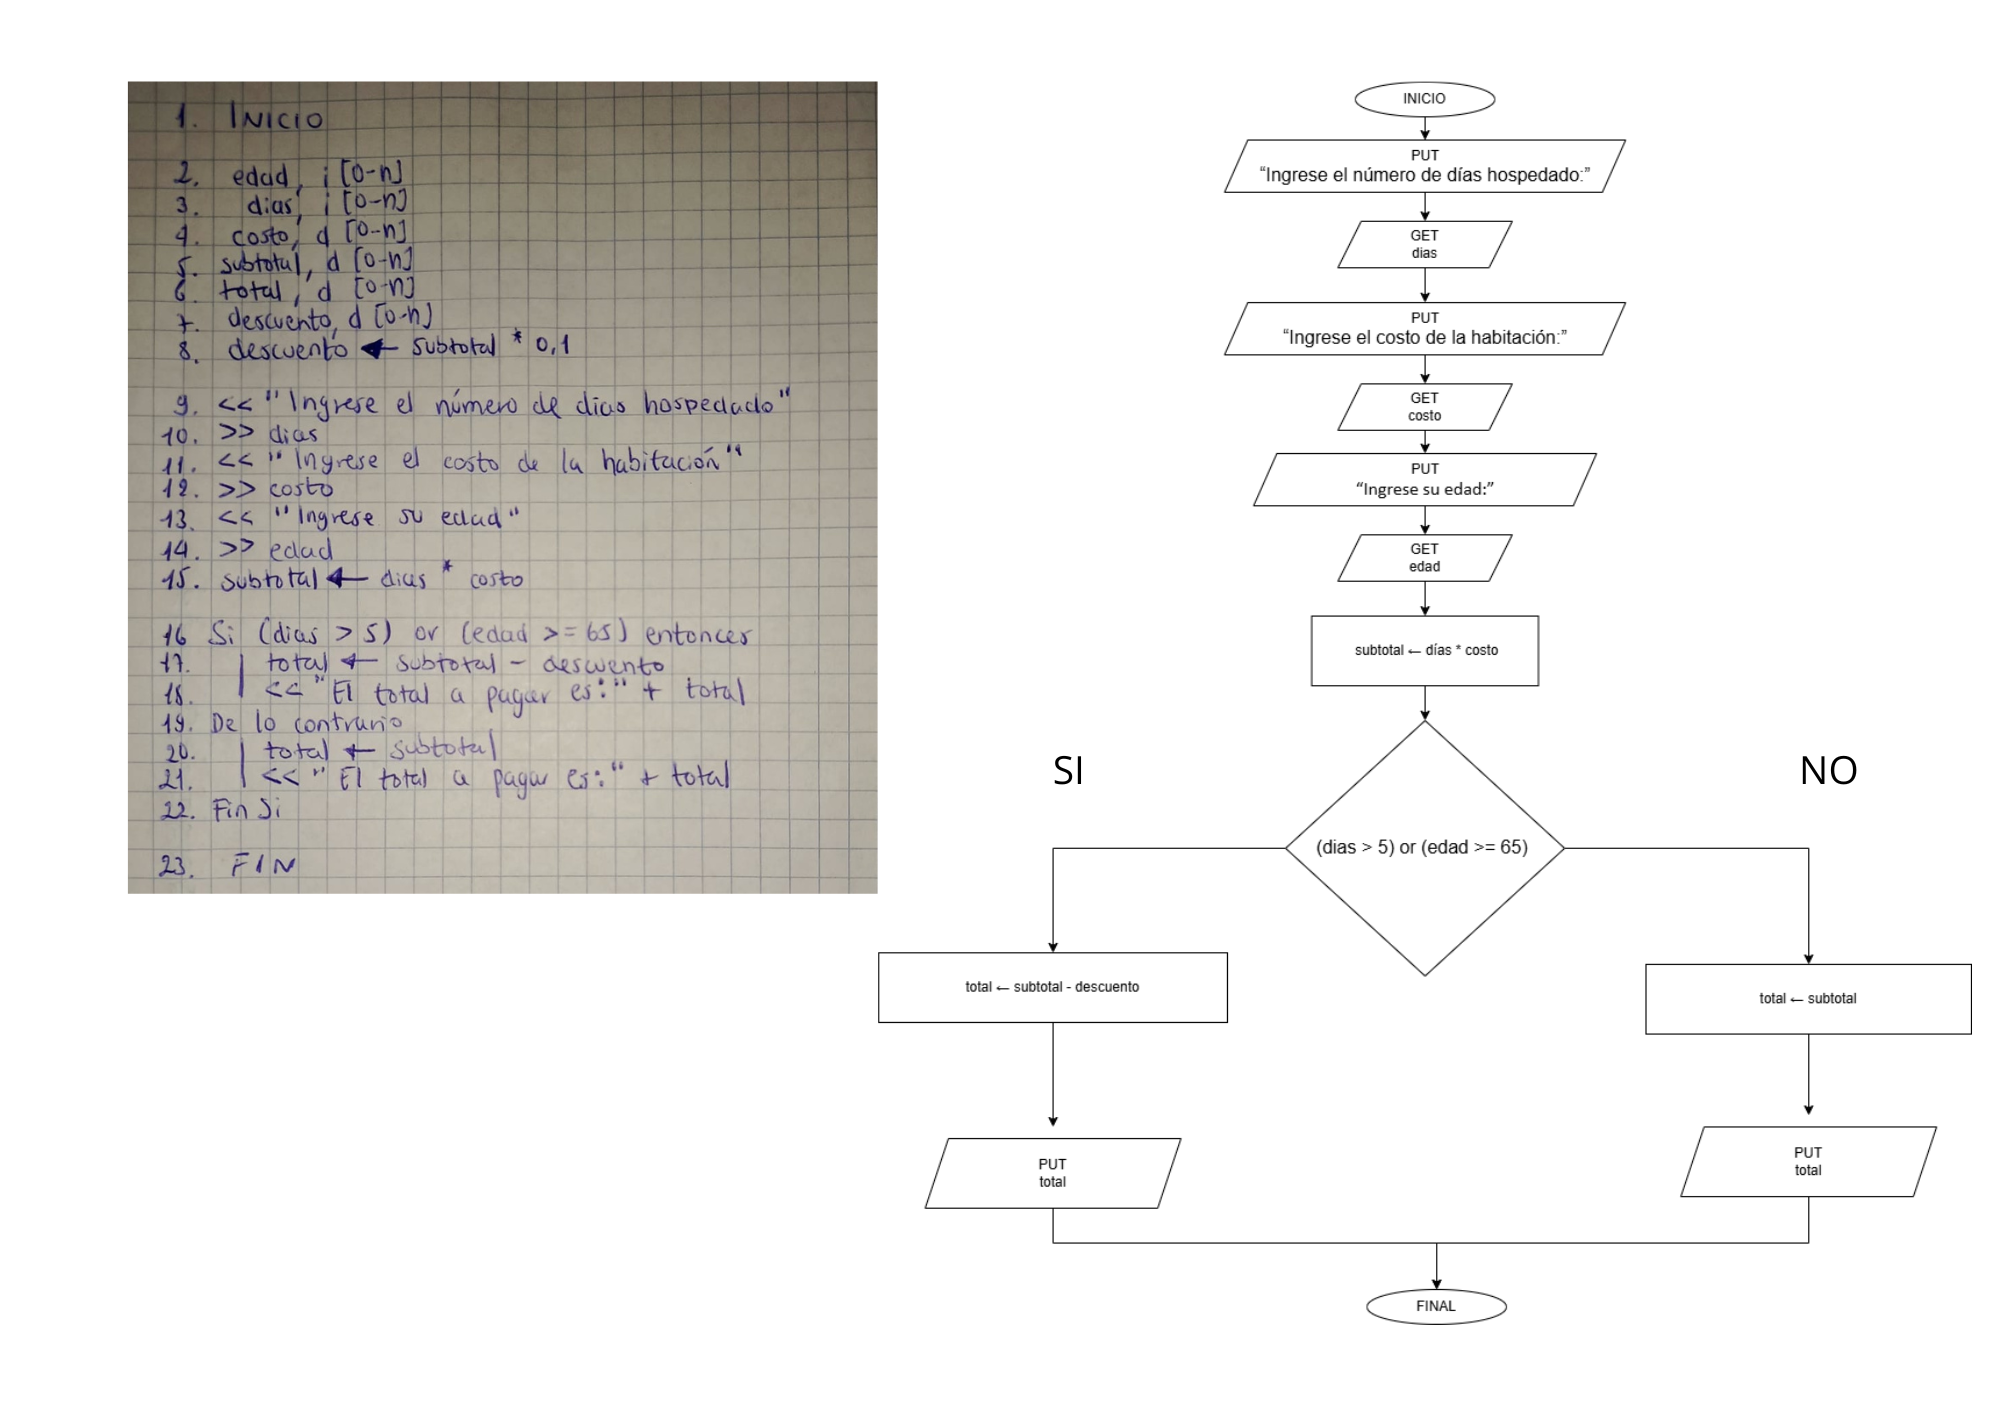 1. INICIO
2. edad, i [0-n]
3. dias, i [0-n]
4. costo, d [0-n]
5. subtotal, d [0-n]
6. total, d [0-n]
7. descuento, d [0-n]
8. descuento ← subtotal * 0,1
9. << "Ingrese el número de dias hospedado"
10. >> dias
11. << "Ingrese el costo de la habitación"
12. >> costo
13. << "Ingrese su edad"
14. >> edad
15. subtotal ← dias * costo
16 Si (dias > 5) or (edad >= 65) entonces
17. total ← subtotal - descuento
18. << "El total a pagar es:" + total
19. De lo contrario
20. total ← subtotal
21. << "El total a pagar es:" + total
22. Fin Si
23. FIN
INICIO
PUT
“Ingrese el número de días hospedado:”
GET
dias
PUT
“Ingrese el costo de la habitación:”
GET
costo
PUT
“Ingrese su edad:”
GET
edad
subtotal ← días * costo
SI
NO
(dias > 5) or (edad >= 65)
total ← subtotal - descuento
total ← subtotal
PUT
total
PUT
total
FINAL